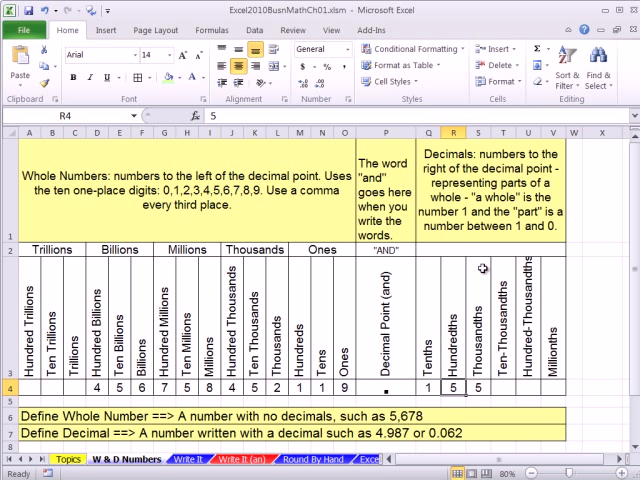 Excel2010BusnMathCh01.xlsm - Microsoft Excel
File Home Insert Page Layout Formulas Data Review View Add-Ins
Arial 14 General Conditional Formatting Insert
Paste Format as Table Delete Sort & Filter Find & Select
B I U $ % , Cell Styles Format
Clipboard Font Alignment Number Styles Cells Editing
R4 fx 5
A B C D E F G H I J K L M N O P Q R S T U V W X
Whole Numbers: numbers to the left of the decimal point. Uses
the ten one-place digits: 0,1,2,3,4,5,6,7,8,9. Use a comma
every third place.
The word
"and"
goes here
when you
write the
words.
Decimals: numbers to the
right of the decimal point -
representing parts of a
whole - "a whole" is the
number 1 and the "part" is a
number between 1 and 0.
1
2 Trillions Billions Millions Thousands Ones "AND"
3 Hundred Trillions Ten Trillions Trillions Hundred Billions Ten Billions Billions Hundred Millions Ten Millions Millions Hundred Thousands Ten Thousands Thousands Hundreds Tens Ones Decimal Point (and) Tenths Hundredths Thousandths Ten-Thousandths Hundred-Thousandths Millionths
4 4 5 6 7 5 8 4 5 2 1 1 9 . 1 5 5
5
6 Define Whole Number ==> A number with no decimals, such as 5,678
7 Define Decimal ==> A number written with a decimal such as 4.987 or 0.062
8
Topics W & D Numbers Write It Write It (an) Round By Hand Exce
Ready 80%